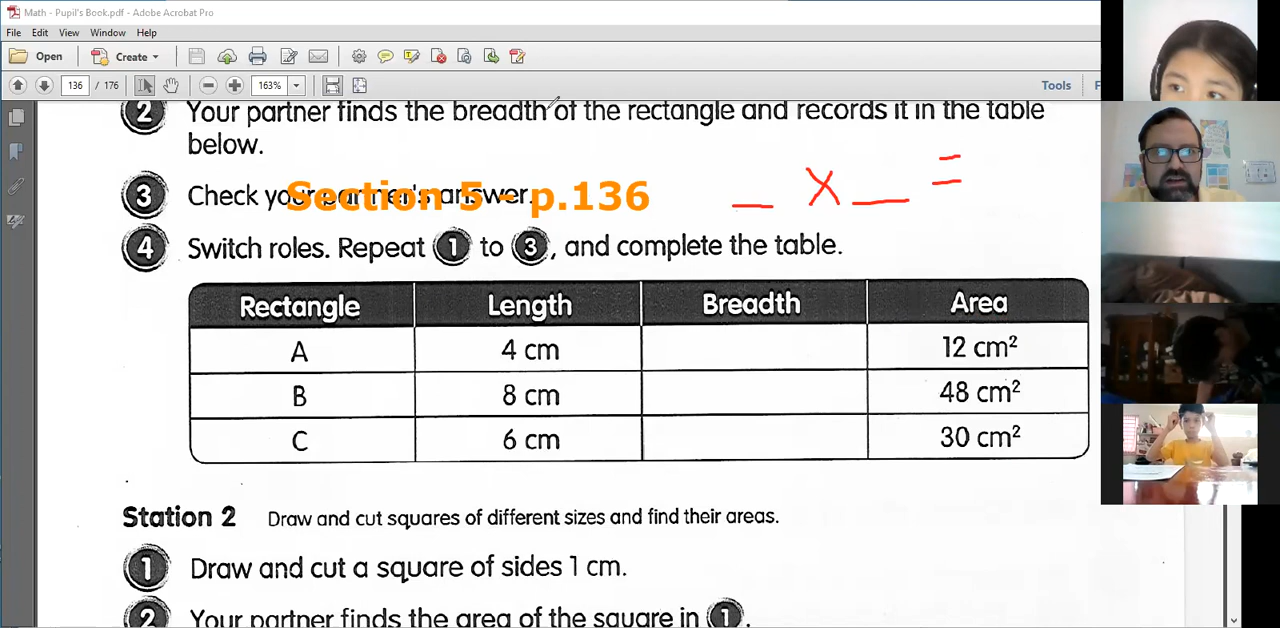 Math - Pupil's Book.pdf - Adobe Acrobat Pro
File Edit View Window Help
Open Create
136 / 176 163% Tools F
2 Your partner finds the breadth of the rectangle and records it in the table
below.
3 Check your partner's answer.
Section 5 - p.136
_ X _ =
4 Switch roles. Repeat 1 to 3, and complete the table.
Rectangle Length Breadth Area
A 4 cm 12 cm²
B 8 cm 48 cm²
C 6 cm 30 cm²
Station 2 Draw and cut squares of different sizes and find their areas.
1 Draw and cut a square of sides 1 cm.
2 Your partner finds the area of the square in 1.